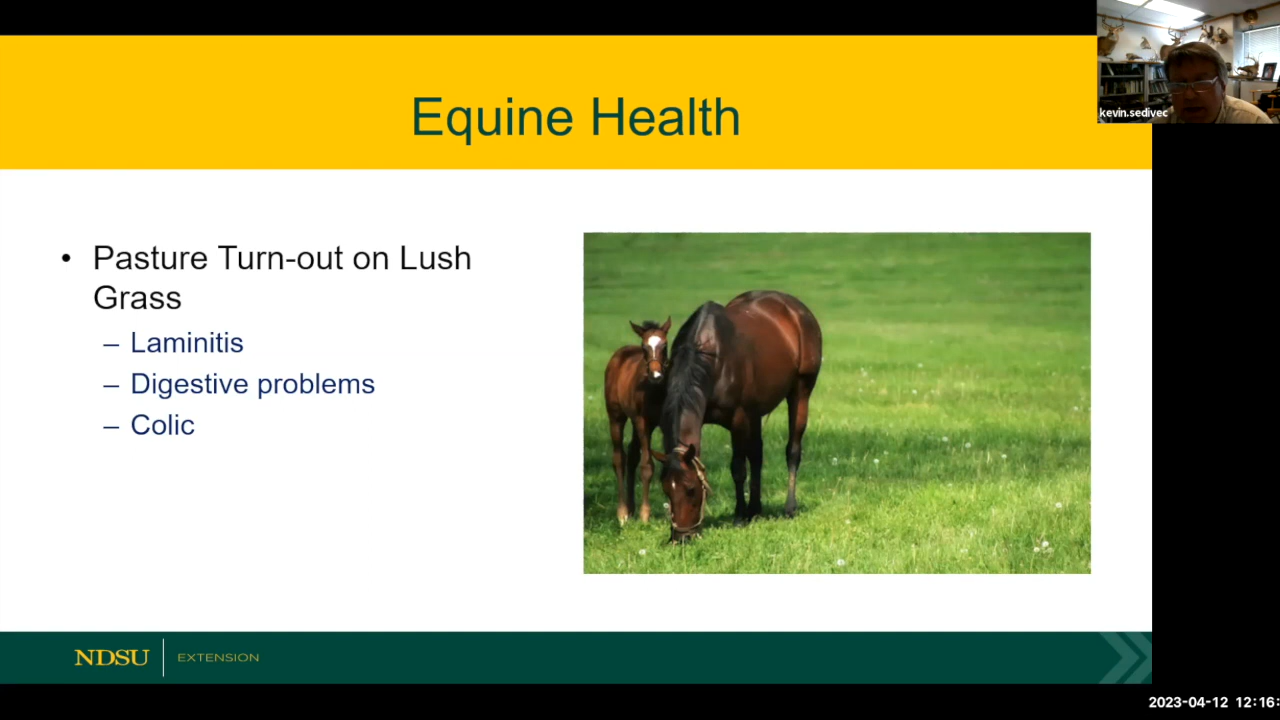 Equine Health
kevin.sedivec
• Pasture Turn-out on Lush
Grass
– Laminitis
– Digestive problems
– Colic
NDSU EXTENSION
2023-04-12 12:16: